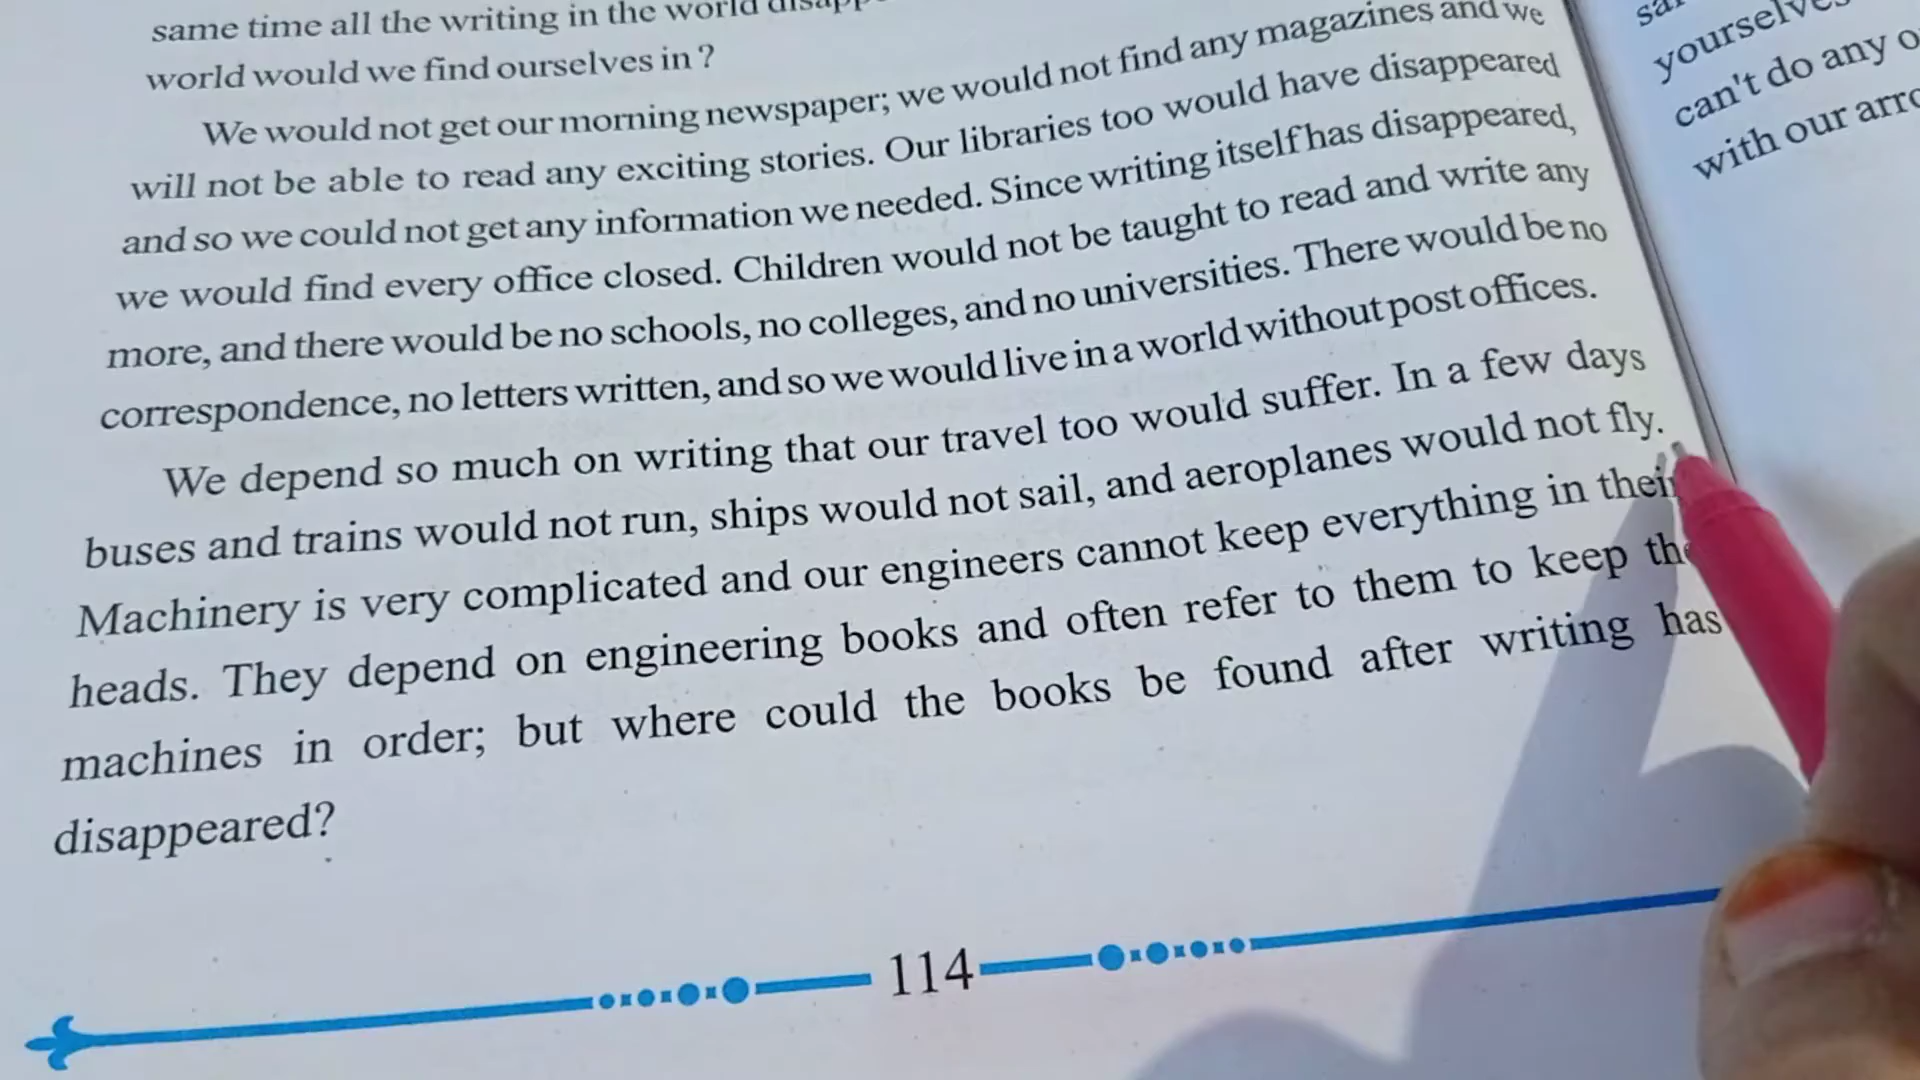 same time all the writing in the world
world would we find ourselves in ?
We would not get our morning newspaper; we would not find any magazines and we
will not be able to read any exciting stories. Our libraries too would have disappeared
and so we could not get any information we needed. Since writing itself has disappeared,
we would find every office closed. Children would not be taught to read and write any
more, and there would be no schools, no colleges, and no universities. There would be no
correspondence, no letters written, and so we would live in a world without post offices.
We depend so much on writing that our travel too would suffer. In a few days
buses and trains would not run, ships would not sail, and aeroplanes would not fly.
Machinery is very complicated and our engineers cannot keep everything in their
heads. They depend on engineering books and often refer to them to keep the
machines in order; but where could the books be found after writing has
disappeared?
114
can't do any
with our